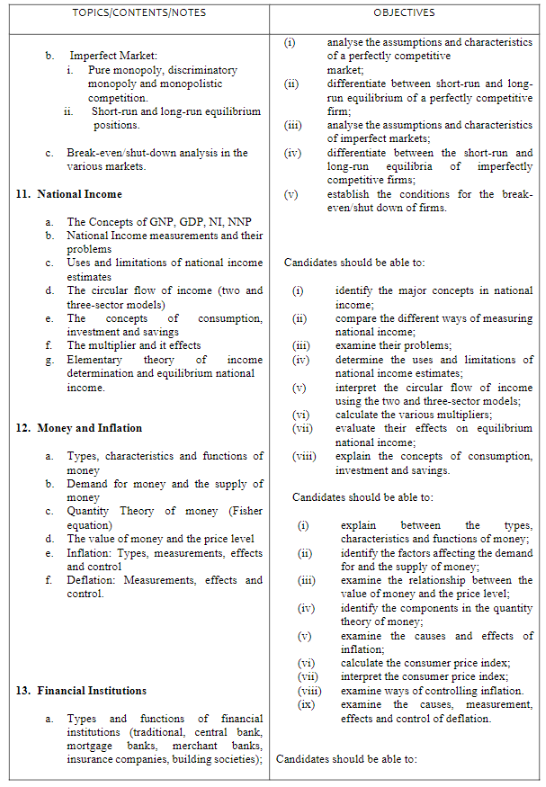 TOPICS/CONTENTS/NOTES
OBJECTIVES
b. Imperfect Market:
i. Pure monopoly, discriminatory
monopoly and monopolistic
competition.
ii. Short-run and long-run equilibrium
positions.
c. Break-even/shut-down analysis in the
various markets.
11. National Income
a. The Concepts of GNP, GDP, NI, NNP
b. National Income measurements and their
problems
c. Uses and limitations of national income
estimates
d. The circular flow of income (two and
three-sector models)
e. The concepts of consumption,
investment and savings
f. The multiplier and it effects
g. Elementary theory of income
determination and equilibrium national
income.
12. Money and Inflation
a. Types, characteristics and functions of
money
b. Demand for money and the supply of
money
c. Quantity Theory of money (Fisher
equation)
d. The value of money and the price level
e. Inflation: Types, measurements, effects
and control
f. Deflation: Measurements, effects and
control.
13. Financial Institutions
a. Types and functions of financial
institutions (traditional, central bank,
mortgage banks, merchant banks,
insurance companies, building societies);
(i) analyse the assumptions and characteristics
of a perfectly competitive
market;
(ii) differentiate between short-run and long-
run equilibrium of a perfectly competitive
firm;
(iii) analyse the assumptions and characteristics
of imperfect markets;
(iv) differentiate between the short-run and
long-run equilibria of imperfectly
competitive firms;
(v) establish the conditions for the break-
even/shut down of firms.
Candidates should be able to:
(i) identify the major concepts in national
income;
(ii) compare the different ways of measuring
national income;
(iii) examine their problems;
(iv) determine the uses and limitations of
national income estimates;
(v) interpret the circular flow of income
using the two and three-sector models;
(vi) calculate the various multipliers;
(vii) evaluate their effects on equilibrium
national income;
(viii) explain the concepts of consumption,
investment and savings.
Candidates should be able to:
(i) explain between the types,
characteristics and functions of money;
(ii) identify the factors affecting the demand
for and the supply of money;
(iii) examine the relationship between the
value of money and the price level;
(iv) identify the components in the quantity
theory of money;
(v) examine the causes and effects of
inflation;
(vi) calculate the consumer price index;
(vii) interpret the consumer price index;
(viii) examine ways of controlling inflation.
(ix) examine the causes, measurement,
effects and control of deflation.
Candidates should be able to: